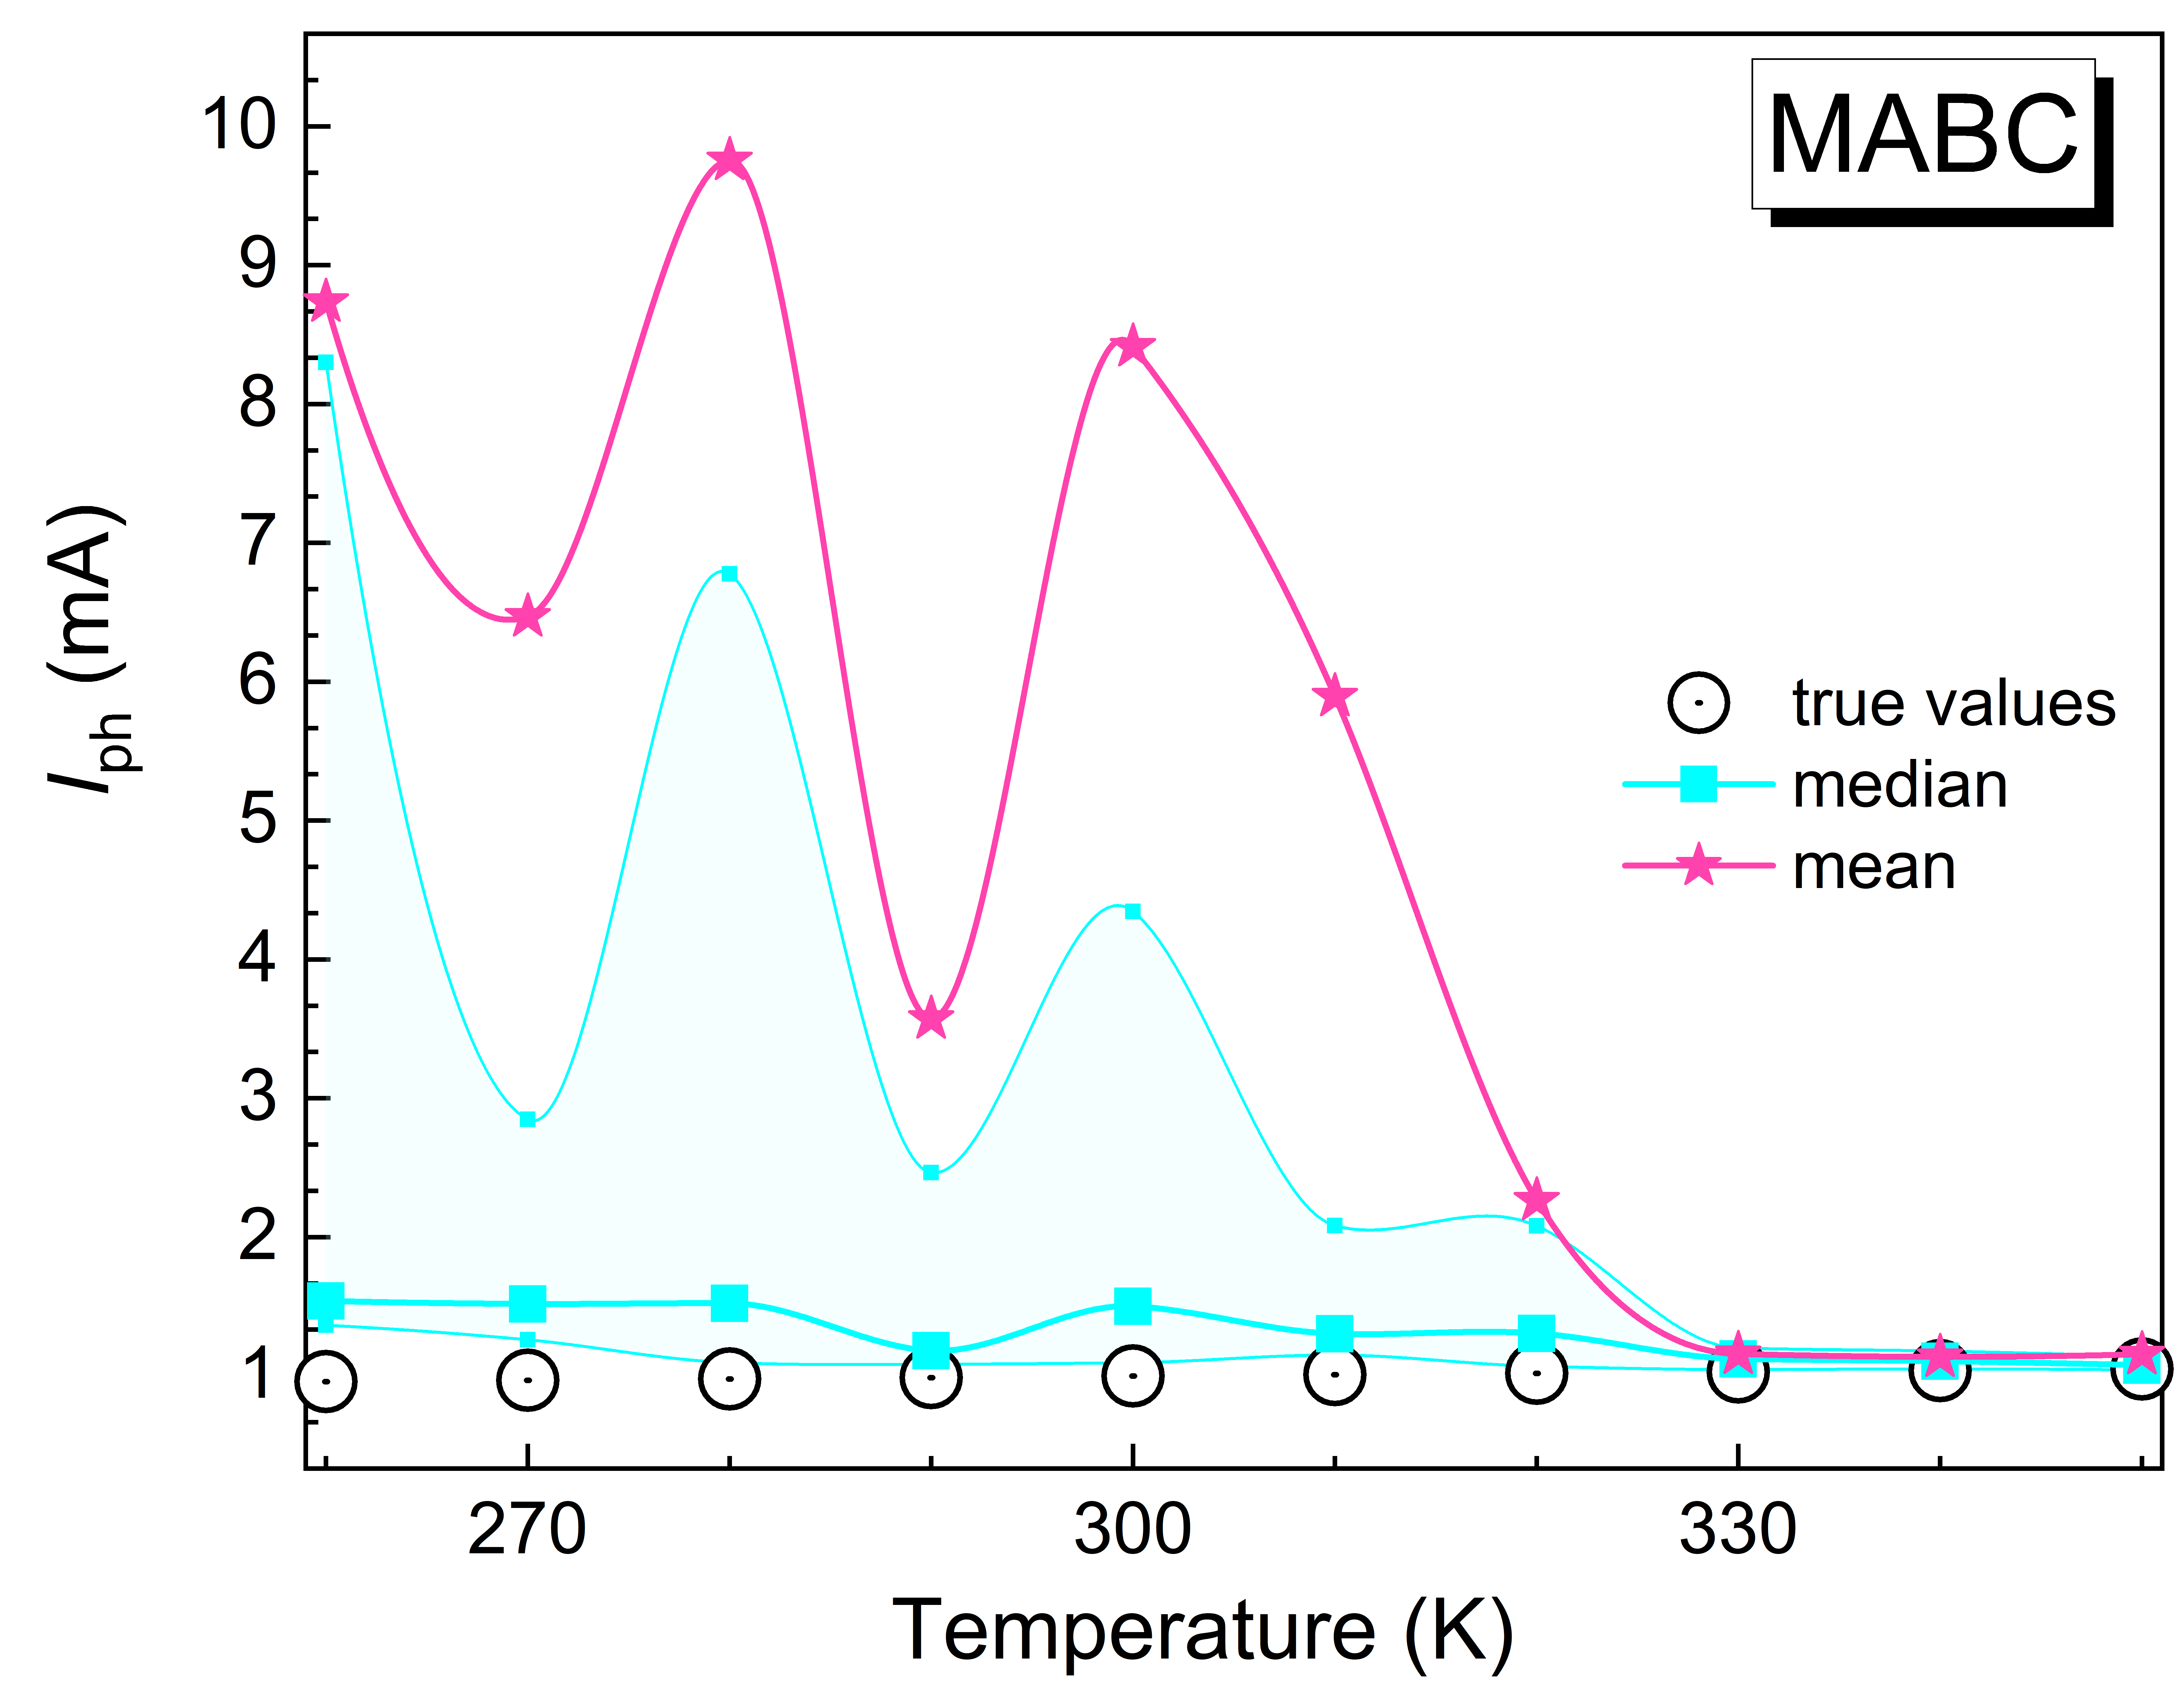 MABC
10
9
8
7
6
5
4
3
2
1
I ph (mA)
true values
median
mean
270 300 330
Temperature (K)